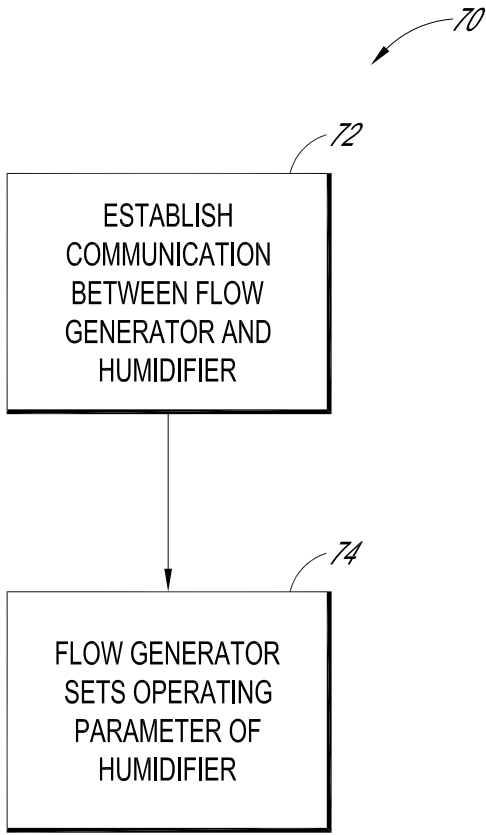 70
72
ESTABLISH
COMMUNICATION
BETWEEN FLOW
GENERATOR AND
HUMIDIFIER
74
FLOW GENERATOR
SETS OPERATING
PARAMETER OF
HUMIDIFIER